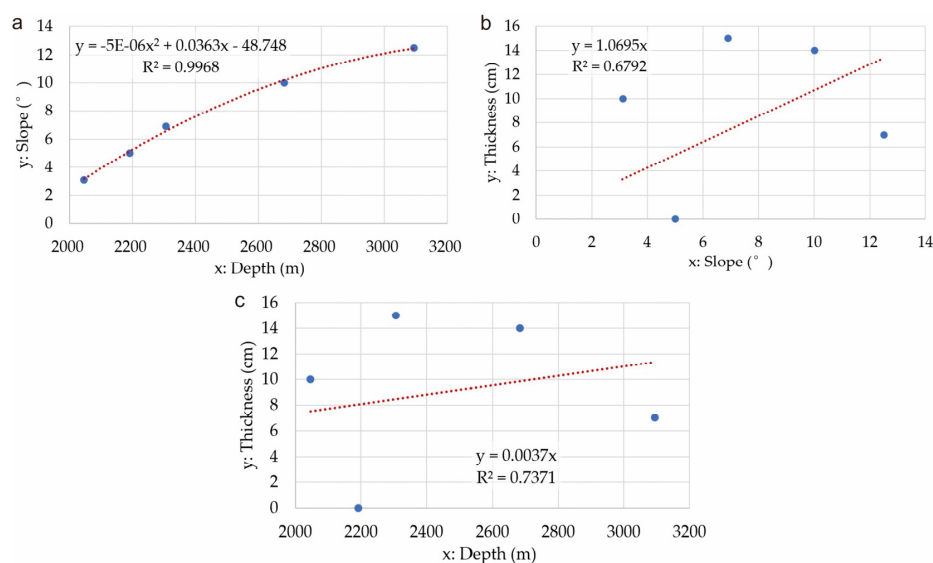 a
y = -5E-06x² + 0.0363x - 48.748
R² = 0.9968
y: Slope (°)
14
12
10
8
6
4
2
0
2000 2200 2400 2600 2800 3000 3200
x: Depth (m)
b
y = 1.0695x
R² = 0.6792
y: Thickness (cm)
16
14
12
10
8
6
4
2
0
0 2 4 6 8 10 12 14
x: Slope (°)
c
y = 0.0037x
R² = 0.7371
y: Thickness (cm)
16
14
12
10
8
6
4
2
0
2000 2200 2400 2600 2800 3000 3200
x: Depth (m)